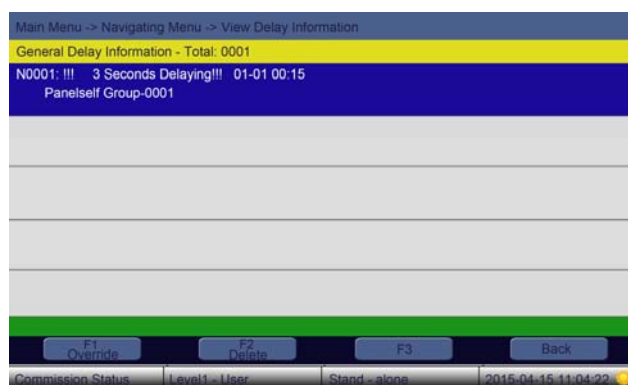 Main Menu -> Navigating Menu -> View Delay Information
General Delay Information - Total: 0001
N0001: !!! 3 Seconds Delaying!!! 01-01 00:15
Panelself Group-0001
F1 Override
F2 Delete
F3
Back
Commission Status Level1 - User Stand - alone 2015-04-15 11:04:22